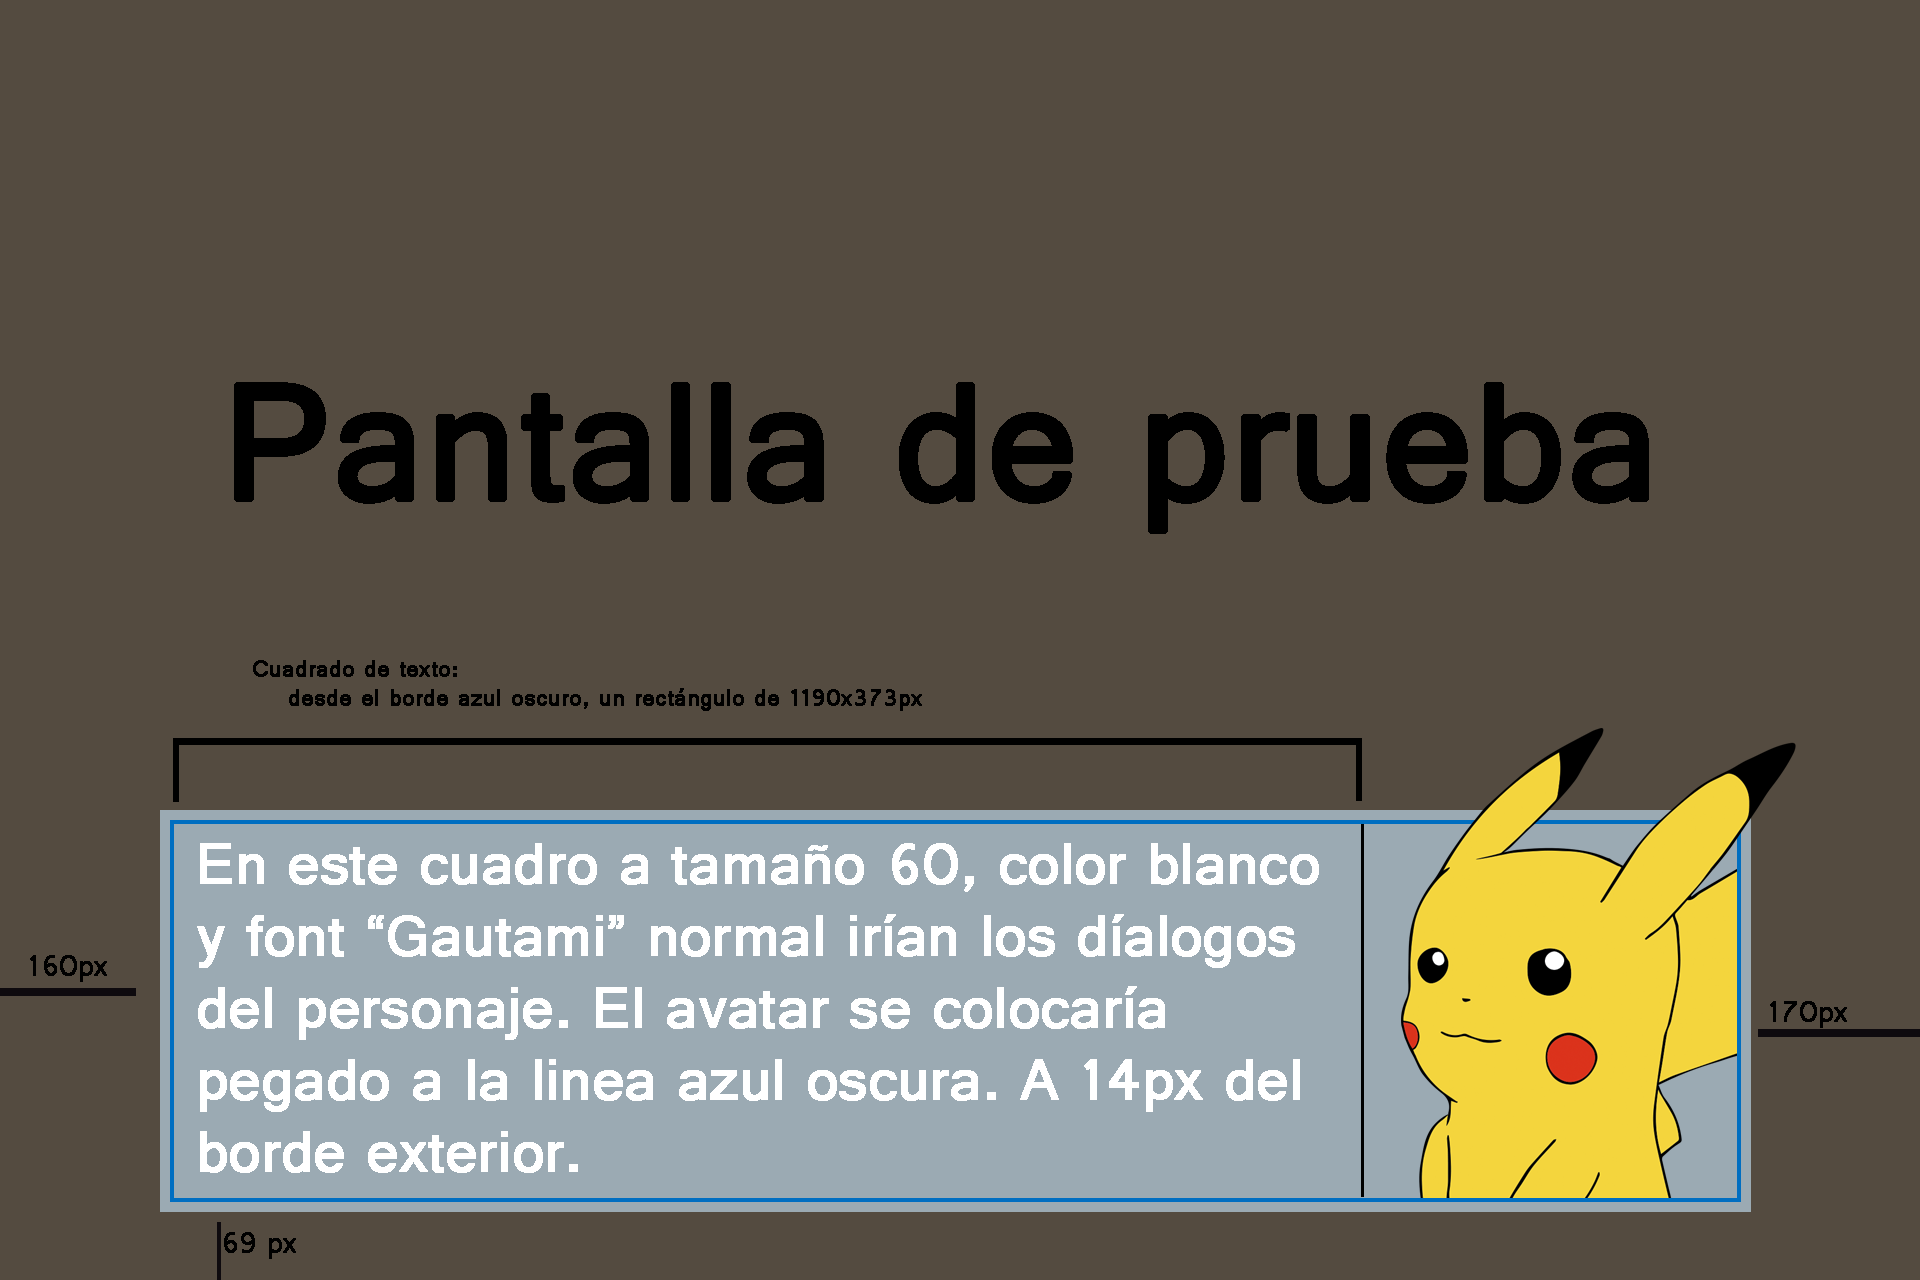 Pantalla de prueba
Cuadrado de texto:
desde el borde azul oscuro, un rectángulo de 1190x373px
En este cuadro a tamaño 60, color blanco
y font “Gautami” normal irían los díalogos
del personaje. El avatar se colocaría
pegado a la linea azul oscura. A 14px del
borde exterior.
160px
170px
69 px